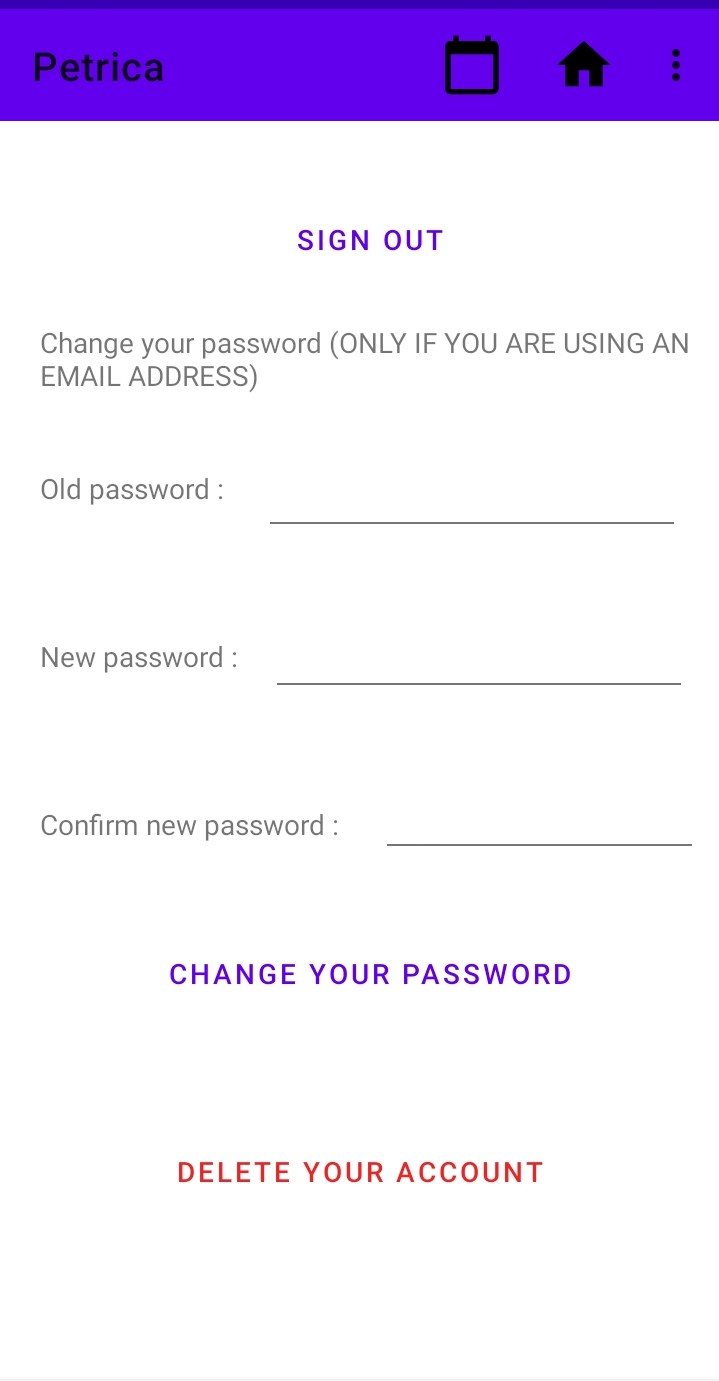 Petrica
SIGN OUT
Change your password (ONLY IF YOU ARE USING AN
EMAIL ADDRESS)
Old password :
New password :
Confirm new password :
CHANGE YOUR PASSWORD
DELETE YOUR ACCOUNT